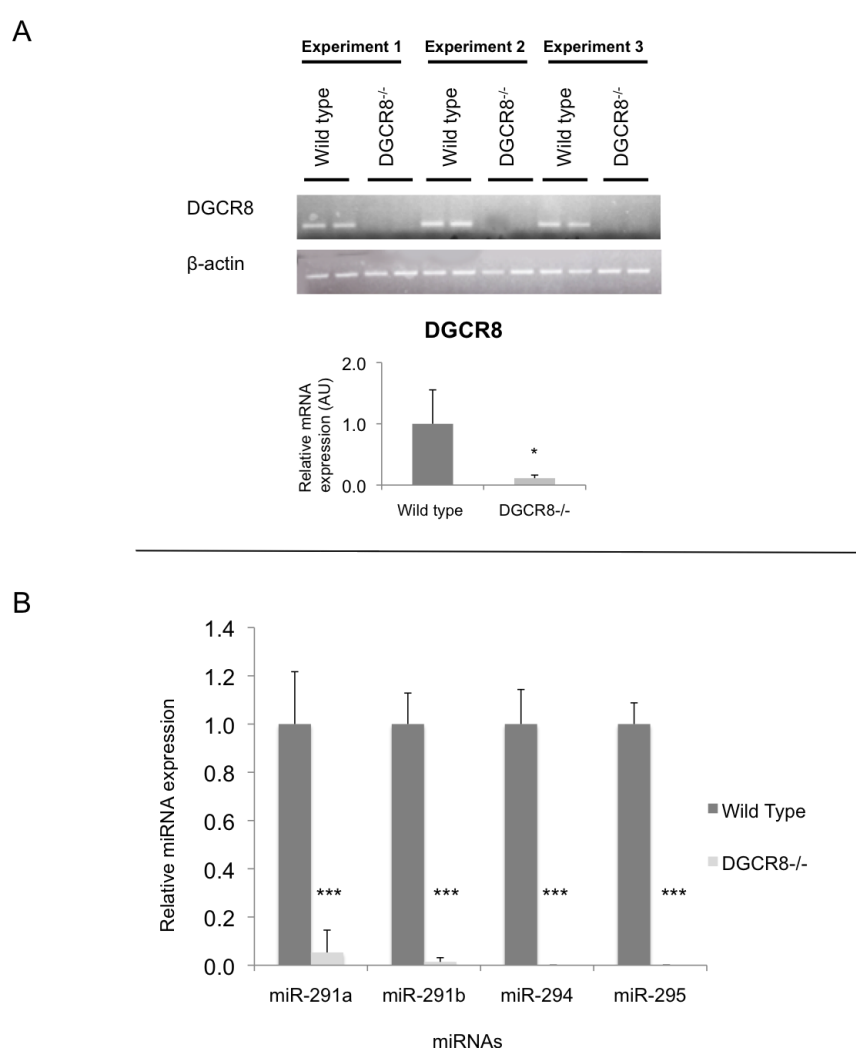 A
Experiment 1 Experiment 2 Experiment 3
Wild type DGCR8-/- Wild type DGCR8-/- Wild type DGCR8-/-
DGCR8
β-actin
DGCR8
Relative mRNA
expression (AU)
2.0
1.0
0.0
*
Wild type DGCR8-/-
B
Relative miRNA expression
1.4
1.2
1.0
0.8
0.6
0.4
0.2
0.0
*** *** *** ***
Wild Type
DGCR8-/-
miR-291a miR-291b miR-294 miR-295
miRNAs